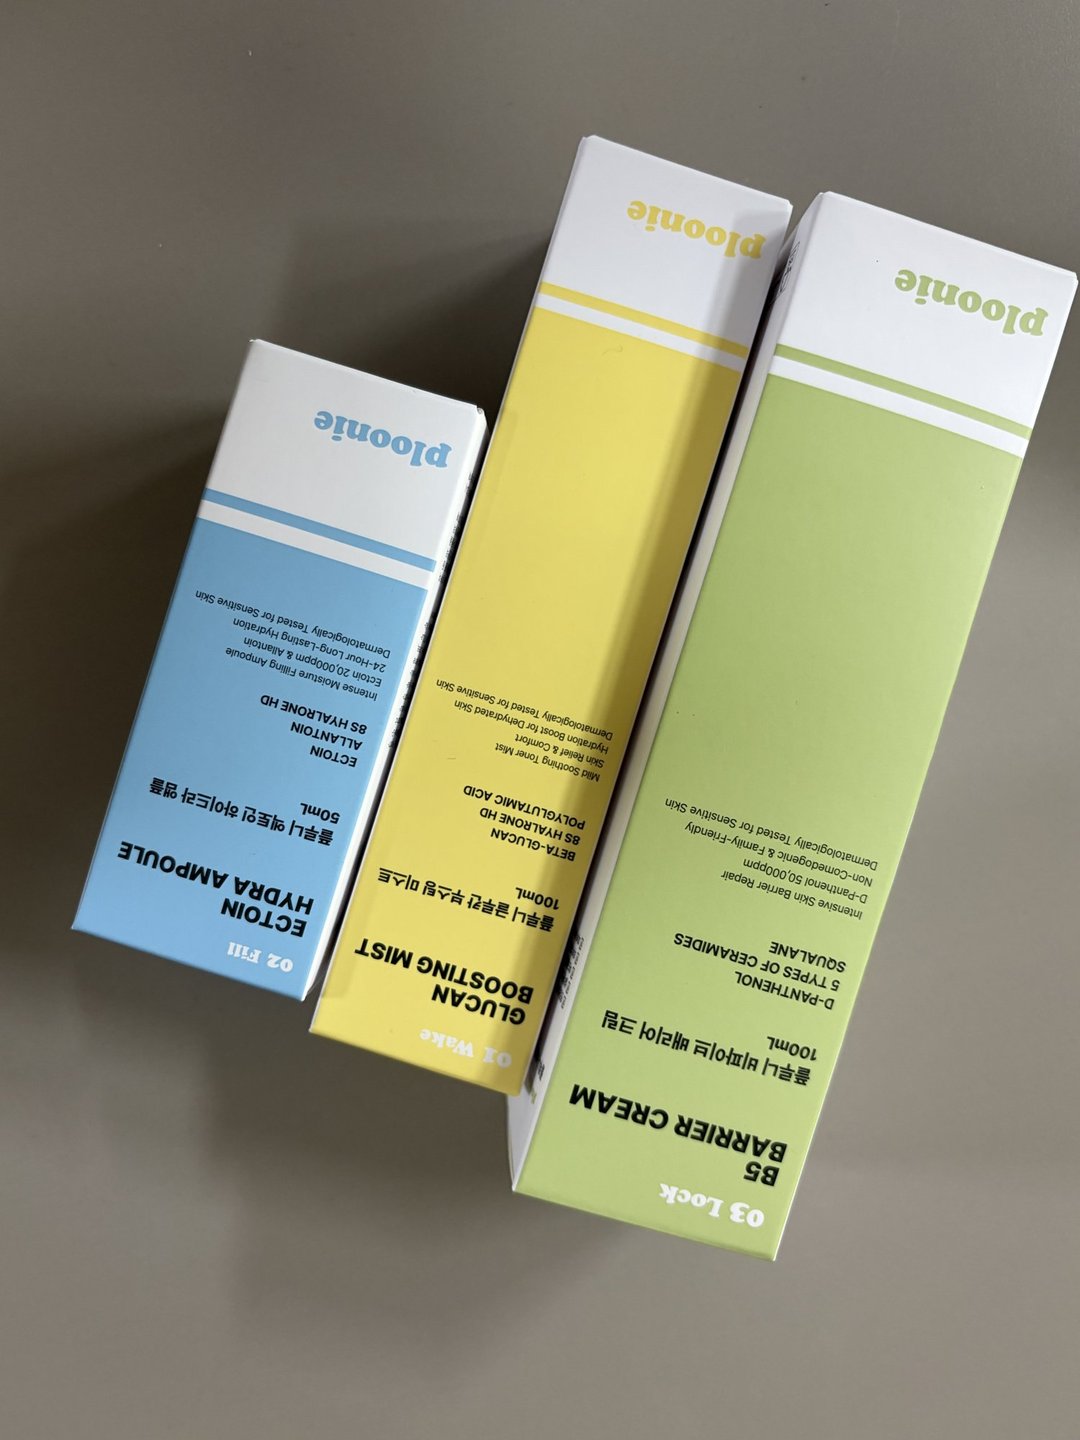 02 Fill
ECTOIN
HYDRA AMPOULE
플루니 엑토인 하이드라 앰플
50mL
ECTOIN
ALLANTOIN
8S HYALRONE HD
Intense Moisture Filling Ampoule
Ectoin 20,000ppm & Allantoin
24-Hour Long-Lasting Hydration
Dermatologically Tested for Sensitive Skin
ploonie
01 Wake
GLUCAN
BOOSTING MIST
플루니 글루칸 부스팅 미스트
100mL
BETA-GLUCAN
8S HYALRONE HD
POLYGLUTAMIC ACID
Mild Soothing Toner Mist
Skin Relief & Comfort
Hydration Boost for Dehydrated Skin
Dermatologically Tested for Sensitive Skin
ploonie
03 Lock
B5
BARRIER CREAM
플루니 비파이브 배리어 크림
100mL
D-PANTHENOL
5 TYPES OF CERAMIDES
SQUALANE
Intensive Skin Barrier Repair
D-Panthenol 50,000ppm
Non-Comedogenic & Family-Friendly
Dermatologically Tested for Sensitive Skin
ploonie